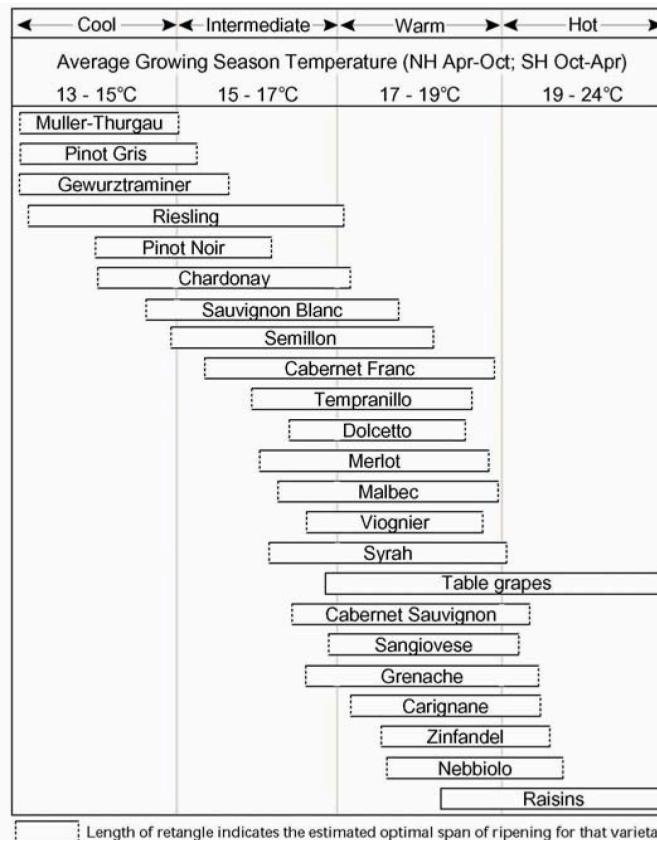 Cool Intermediate Warm Hot
Average Growing Season Temperature (NH Apr-Oct; SH Oct-Apr)
13 - 15°C 15 - 17°C 17 - 19°C 19 - 24°C
Muller-Thurgau
Pinot Gris
Gewurztraminer
Riesling
Pinot Noir
Chardonay
Sauvignon Blanc
Semillon
Cabernet Franc
Tempranillo
Dolcetto
Merlot
Malbec
Viognier
Syrah
Table grapes
Cabernet Sauvignon
Sangiovese
Grenache
Carignane
Zinfandel
Nebbiolo
Raisins
Length of retangle indicates the estimated optimal span of ripening for that varieta